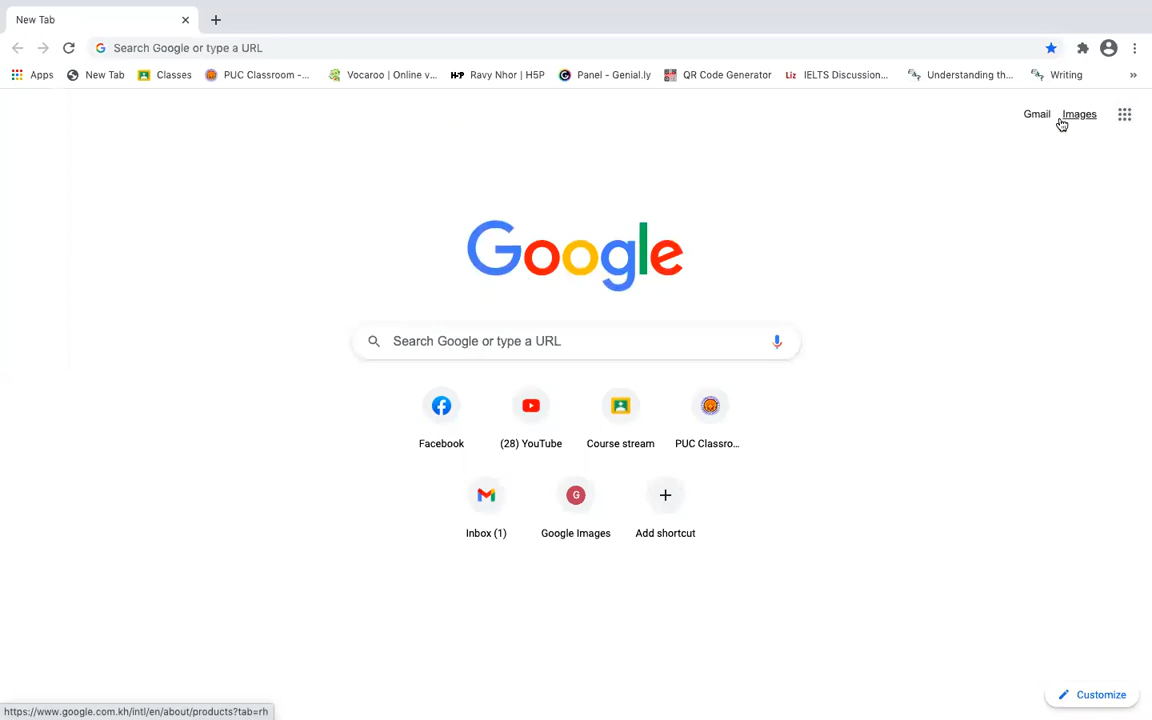 New Tab
Search Google or type a URL
Apps New Tab Classes PUC Classroom -... Vocaroo | Online v... H5P Ravy Nhor | H5P Panel - Genial.ly QR Code Generator Liz IELTS Discussion... Understanding th... Writing »
Gmail Images
Google
Search Google or type a URL
Facebook (28) YouTube Course stream PUC Classro...
G
Inbox (1) Google Images Add shortcut
Customize
https://www.google.com.kh/intl/en/about/products?tab=rh